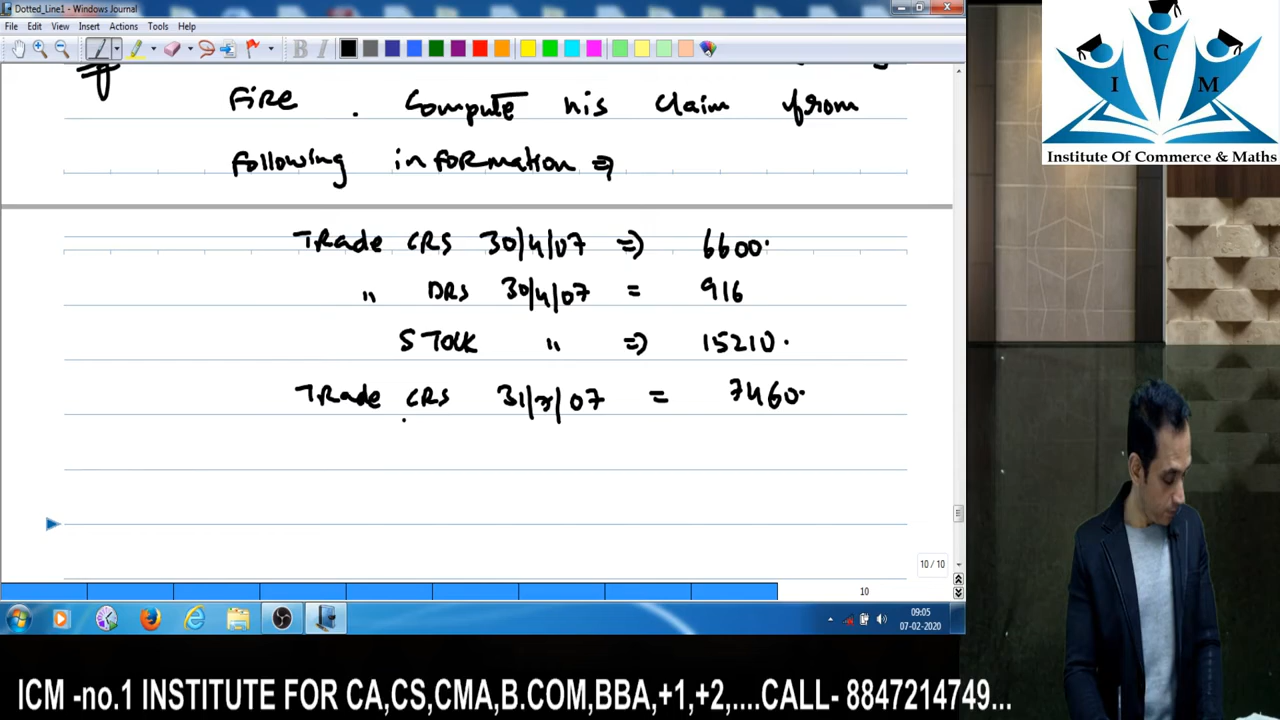 Dotted_Line1 - Windows Journal
File Edit View Insert Actions Tools Help
Fire . Compute his claim from
following information ⇒
Trade CRS 30/4/07 ⇒ 6600.
" DRS 30/4/07 = 916
Stock " ⇒ 15210.
Trade CRS 31/7/07 = 7460.
10 / 10
10
09:05
07-02-2020
I C M
Institute Of Commerce & Maths
ICM -no.1 INSTITUTE FOR CA,CS,CMA,B.COM,BBA,+1,+2,....CALL- 8847214749...